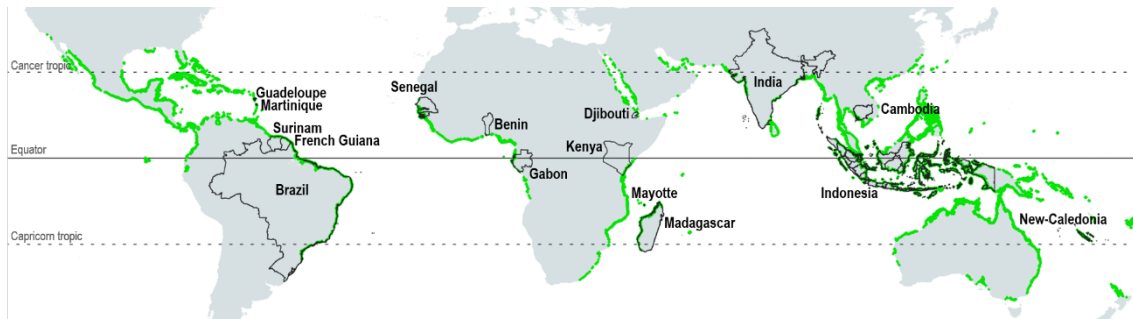 Cancer tropic
Guadeloupe
Martinique
Senegal
India
Surinam
French Guiana
Benin
Djibouti
Cambodia
Equator
Kenya
Gabon
Brazil
Mayotte
Indonesia
Madagascar
New-Caledonia
Capricorn tropic